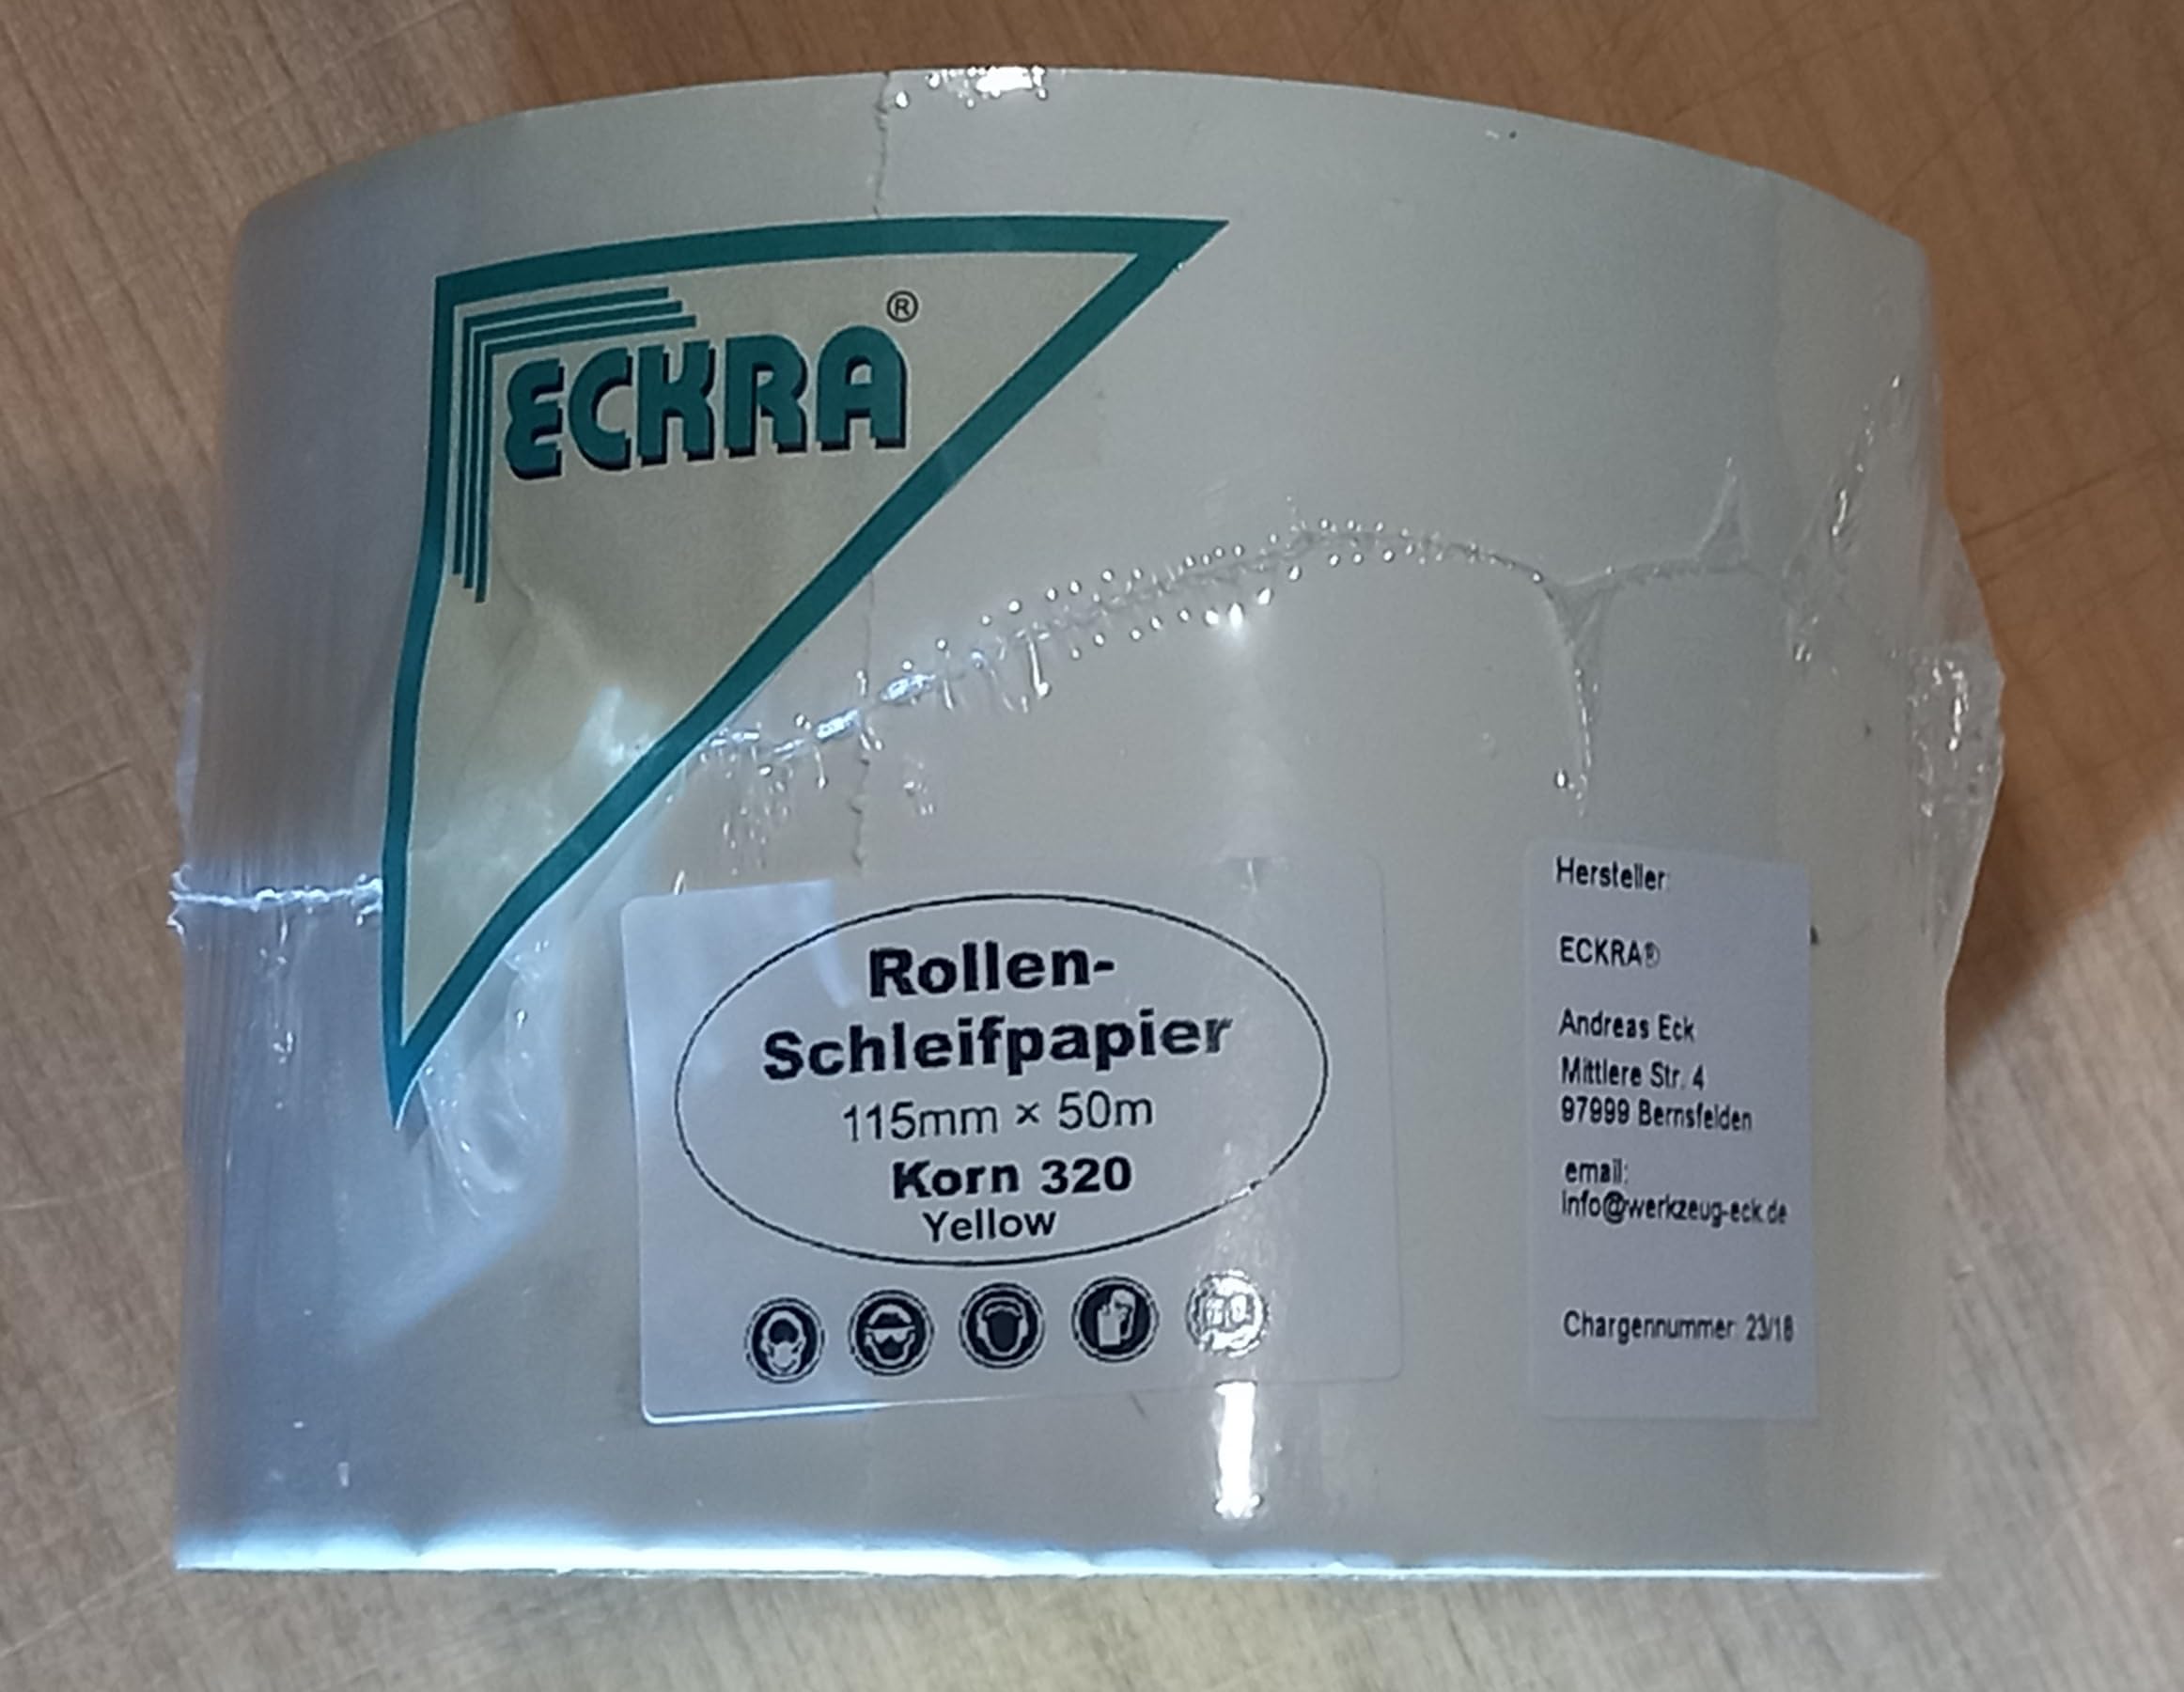 ECKRA®
Rollen-
Schleifpapier
115mm × 50m
Korn 320
Yellow
Hersteller:
ECKRA®
Andreas Eck
Mittlere Str. 4
97999 Bernsfelden
email:
info@werkzeug-eck.de
Chargennummer: 23/18